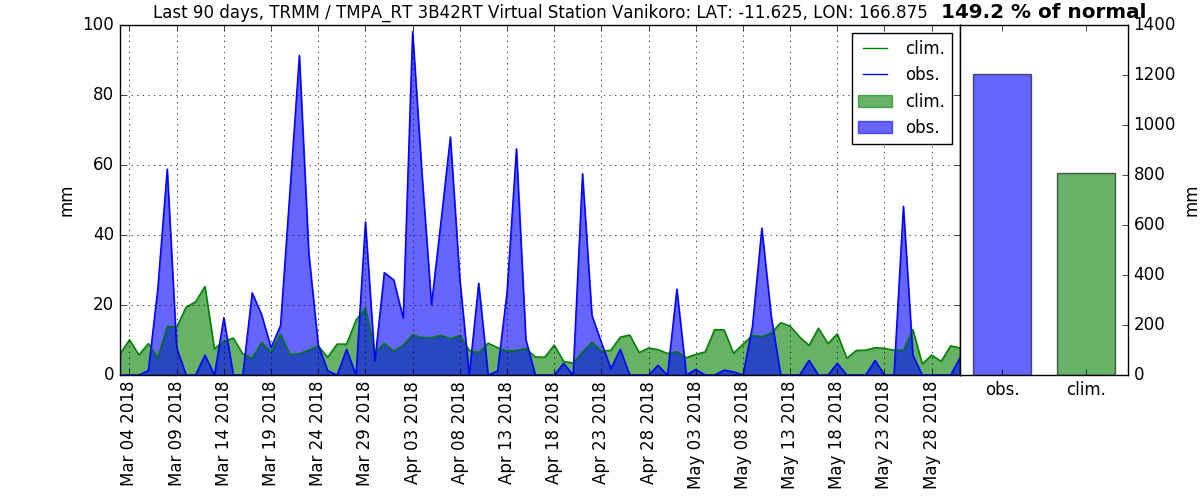 Last 90 days, TRMM / TMPA_RT 3B42RT Virtual Station Vanikoro: LAT: -11.625, LON: 166.875 149.2 % of normal
100
80
60
40
20
0
mm
clim.
obs.
clim.
obs.
Mar 04 2018
Mar 09 2018
Mar 14 2018
Mar 19 2018
Mar 24 2018
Mar 29 2018
Apr 03 2018
Apr 08 2018
Apr 13 2018
Apr 18 2018
Apr 23 2018
Apr 28 2018
May 03 2018
May 08 2018
May 13 2018
May 18 2018
May 23 2018
May 28 2018
1400
1200
1000
800
600
400
200
0
mm
obs.
clim.